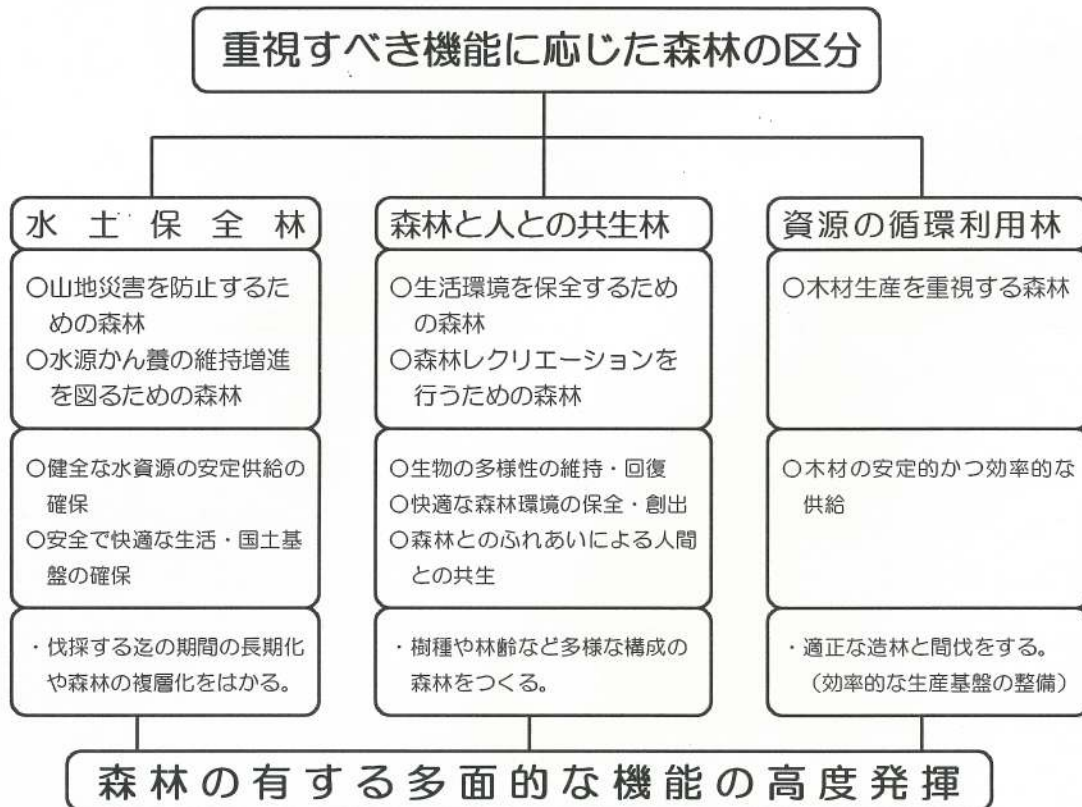 重視すべき機能に応じた森林の区分
水土保全林
○山地災害を防止するた
めの森林
○水源かん養の維持増進
を図るための森林
○健全な水資源の安定供給の
確保
○安全で快適な生活・国土基
盤の確保
・伐採する迄の期間の長期化
や森林の複層化をはかる。
森林と人との共生林
○生活環境を保全するため
の森林
○森林レクリエーションを
行うための森林
○生物の多様性の維持・回復
○快適な森林環境の保全・創出
○森林とのふれあいによる人間
との共生
・樹種や林齢など多様な構成の
森林をつくる。
資源の循環利用林
○木材生産を重視する森林
○木材の安定的かつ効率的な
供給
・適正な造林と間伐をする。
（効率的な生産基盤の整備）
森林の有する多面的な機能の高度発揮